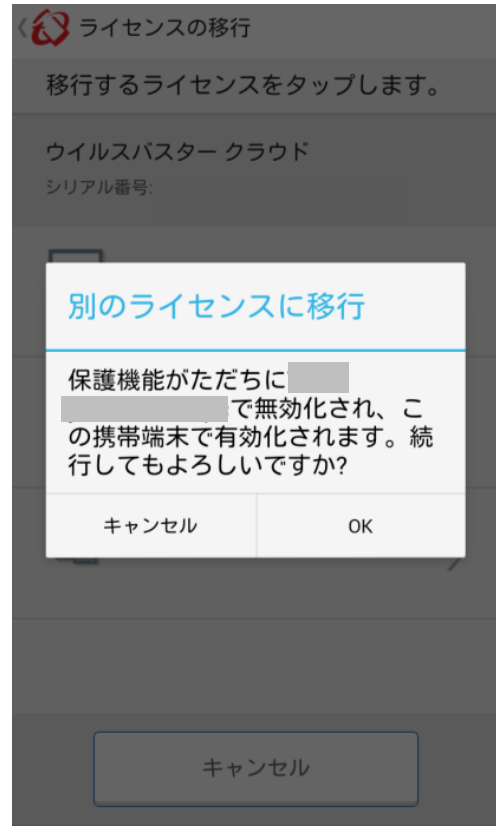 ライセンスの移行
移行するライセンスをタップします。
ウイルスバスター クラウド
シリアル番号:
別のライセンスに移行
保護機能がただちに
で無効化され、こ
の携帯端末で有効化されます。続
行してもよろしいですか?
キャンセル
OK
キャンセル